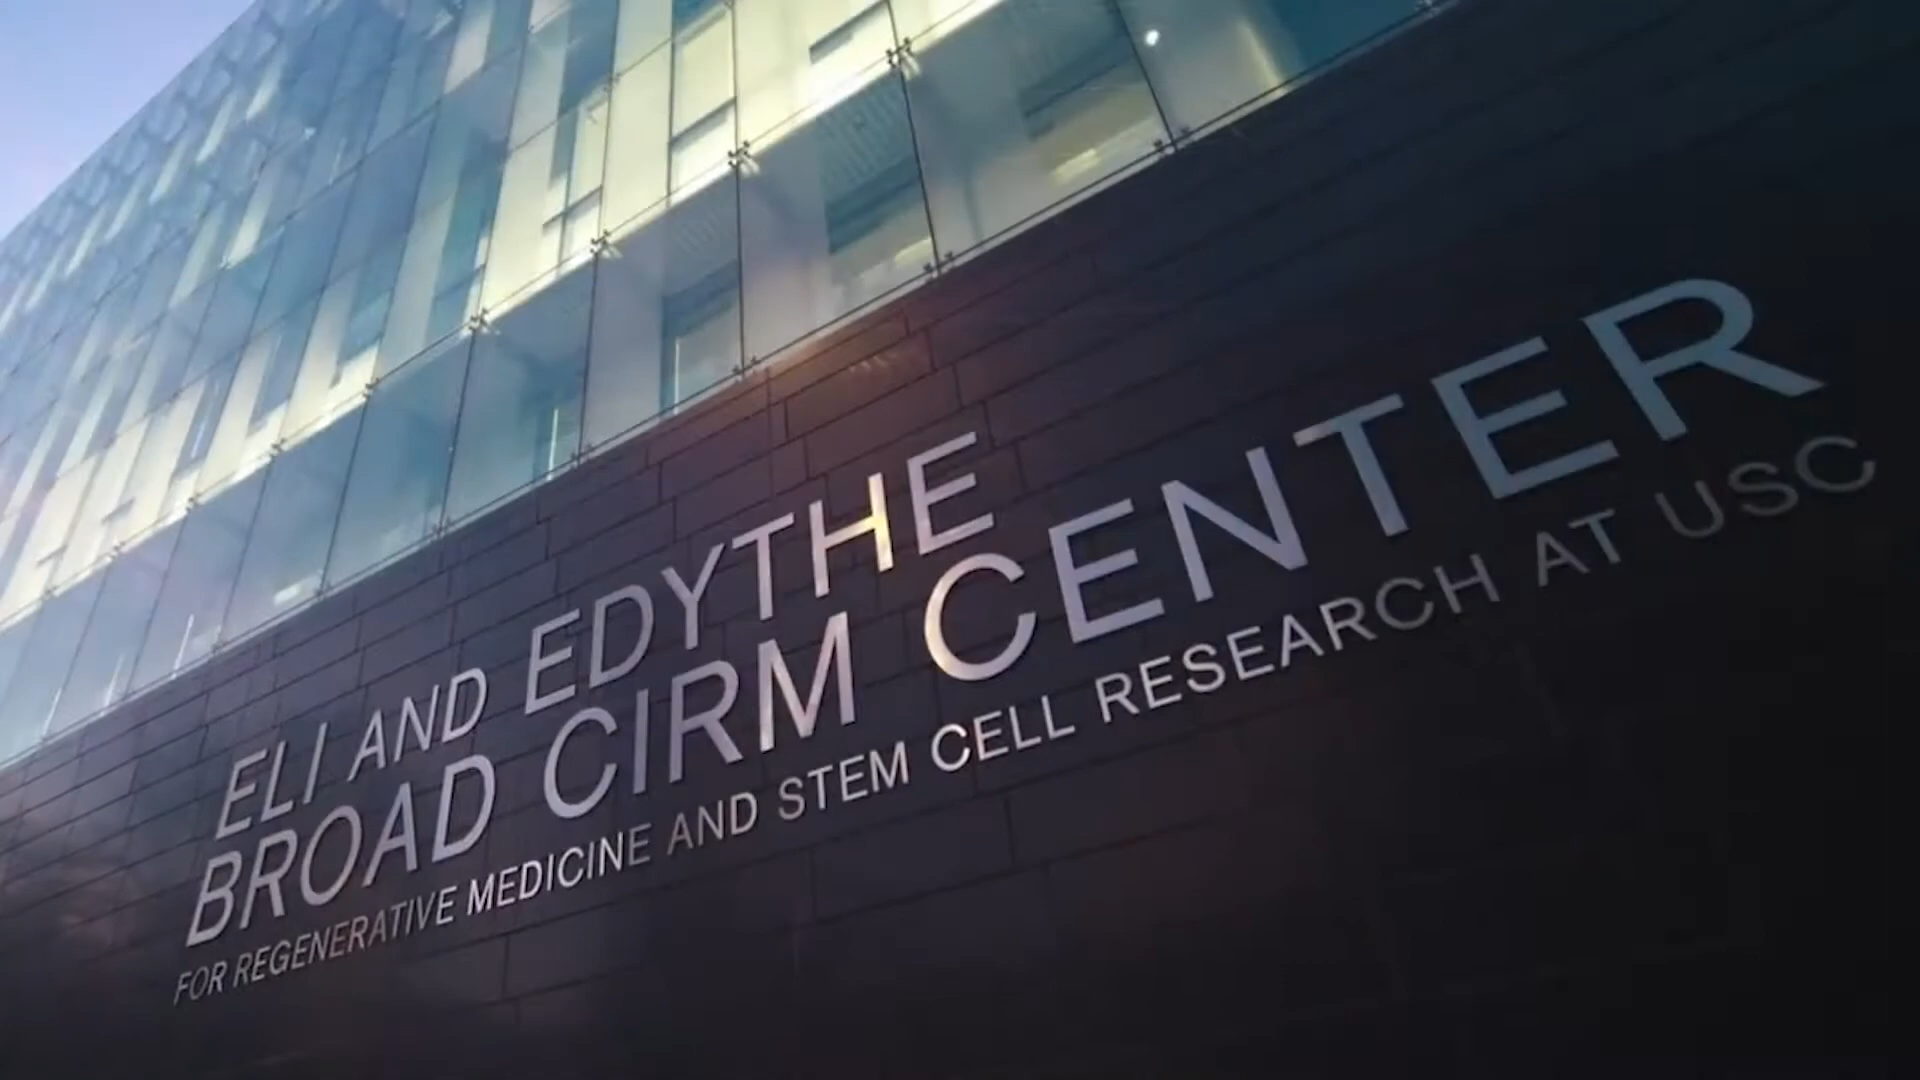 ELI AND EDYTHE
BROAD CIRM CENTER
FOR REGENERATIVE MEDICINE AND STEM CELL RESEARCH AT USC